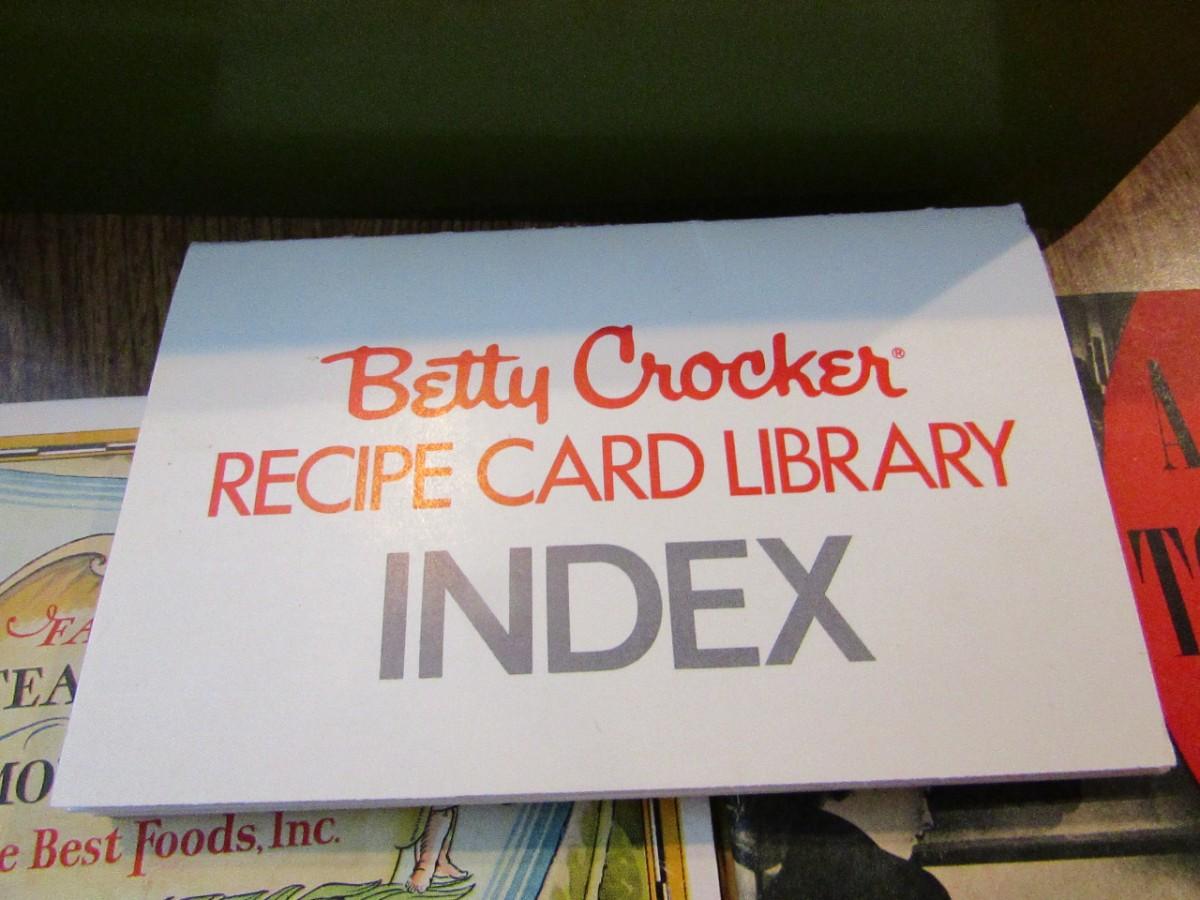 Betty Crocker®
RECIPE CARD LIBRARY
INDEX
Best Foods, Inc.